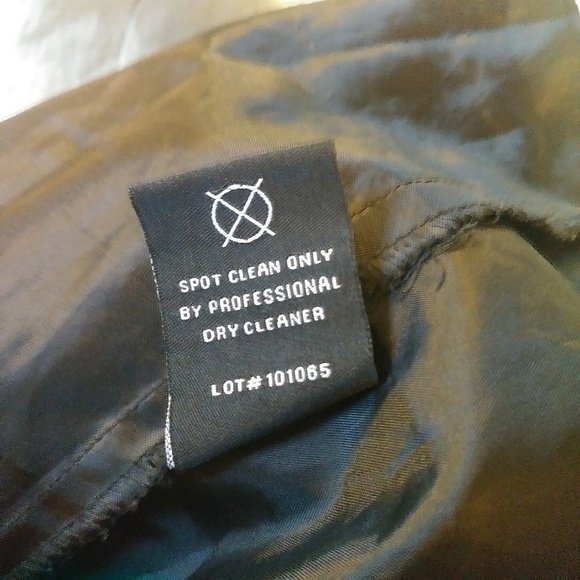 SPOT CLEAN ONLY
BY PROFESSIONAL
DRY CLEANER
LOT# 101065